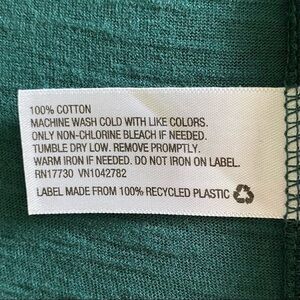 100% COTTON
MACHINE WASH COLD WITH LIKE COLORS.
ONLY NON-CHLORINE BLEACH IF NEEDED.
TUMBLE DRY LOW. REMOVE PROMPTLY.
WARM IRON IF NEEDED. DO NOT IRON ON LABEL.
RN17730 VN1042782
LABEL MADE FROM 100% RECYCLED PLASTIC